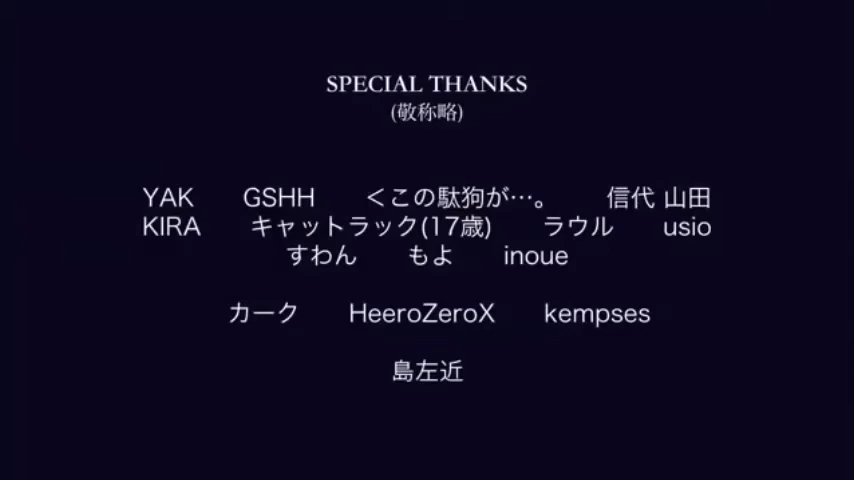 SPECIAL THANKS
(敬称略)
YAK GSHH <この駄狗が…。 信代 山田
KIRA キャットラック(17歳) ラウル usio
すわん もよ inoue
カーク HeeroZeroX kempses
島左近